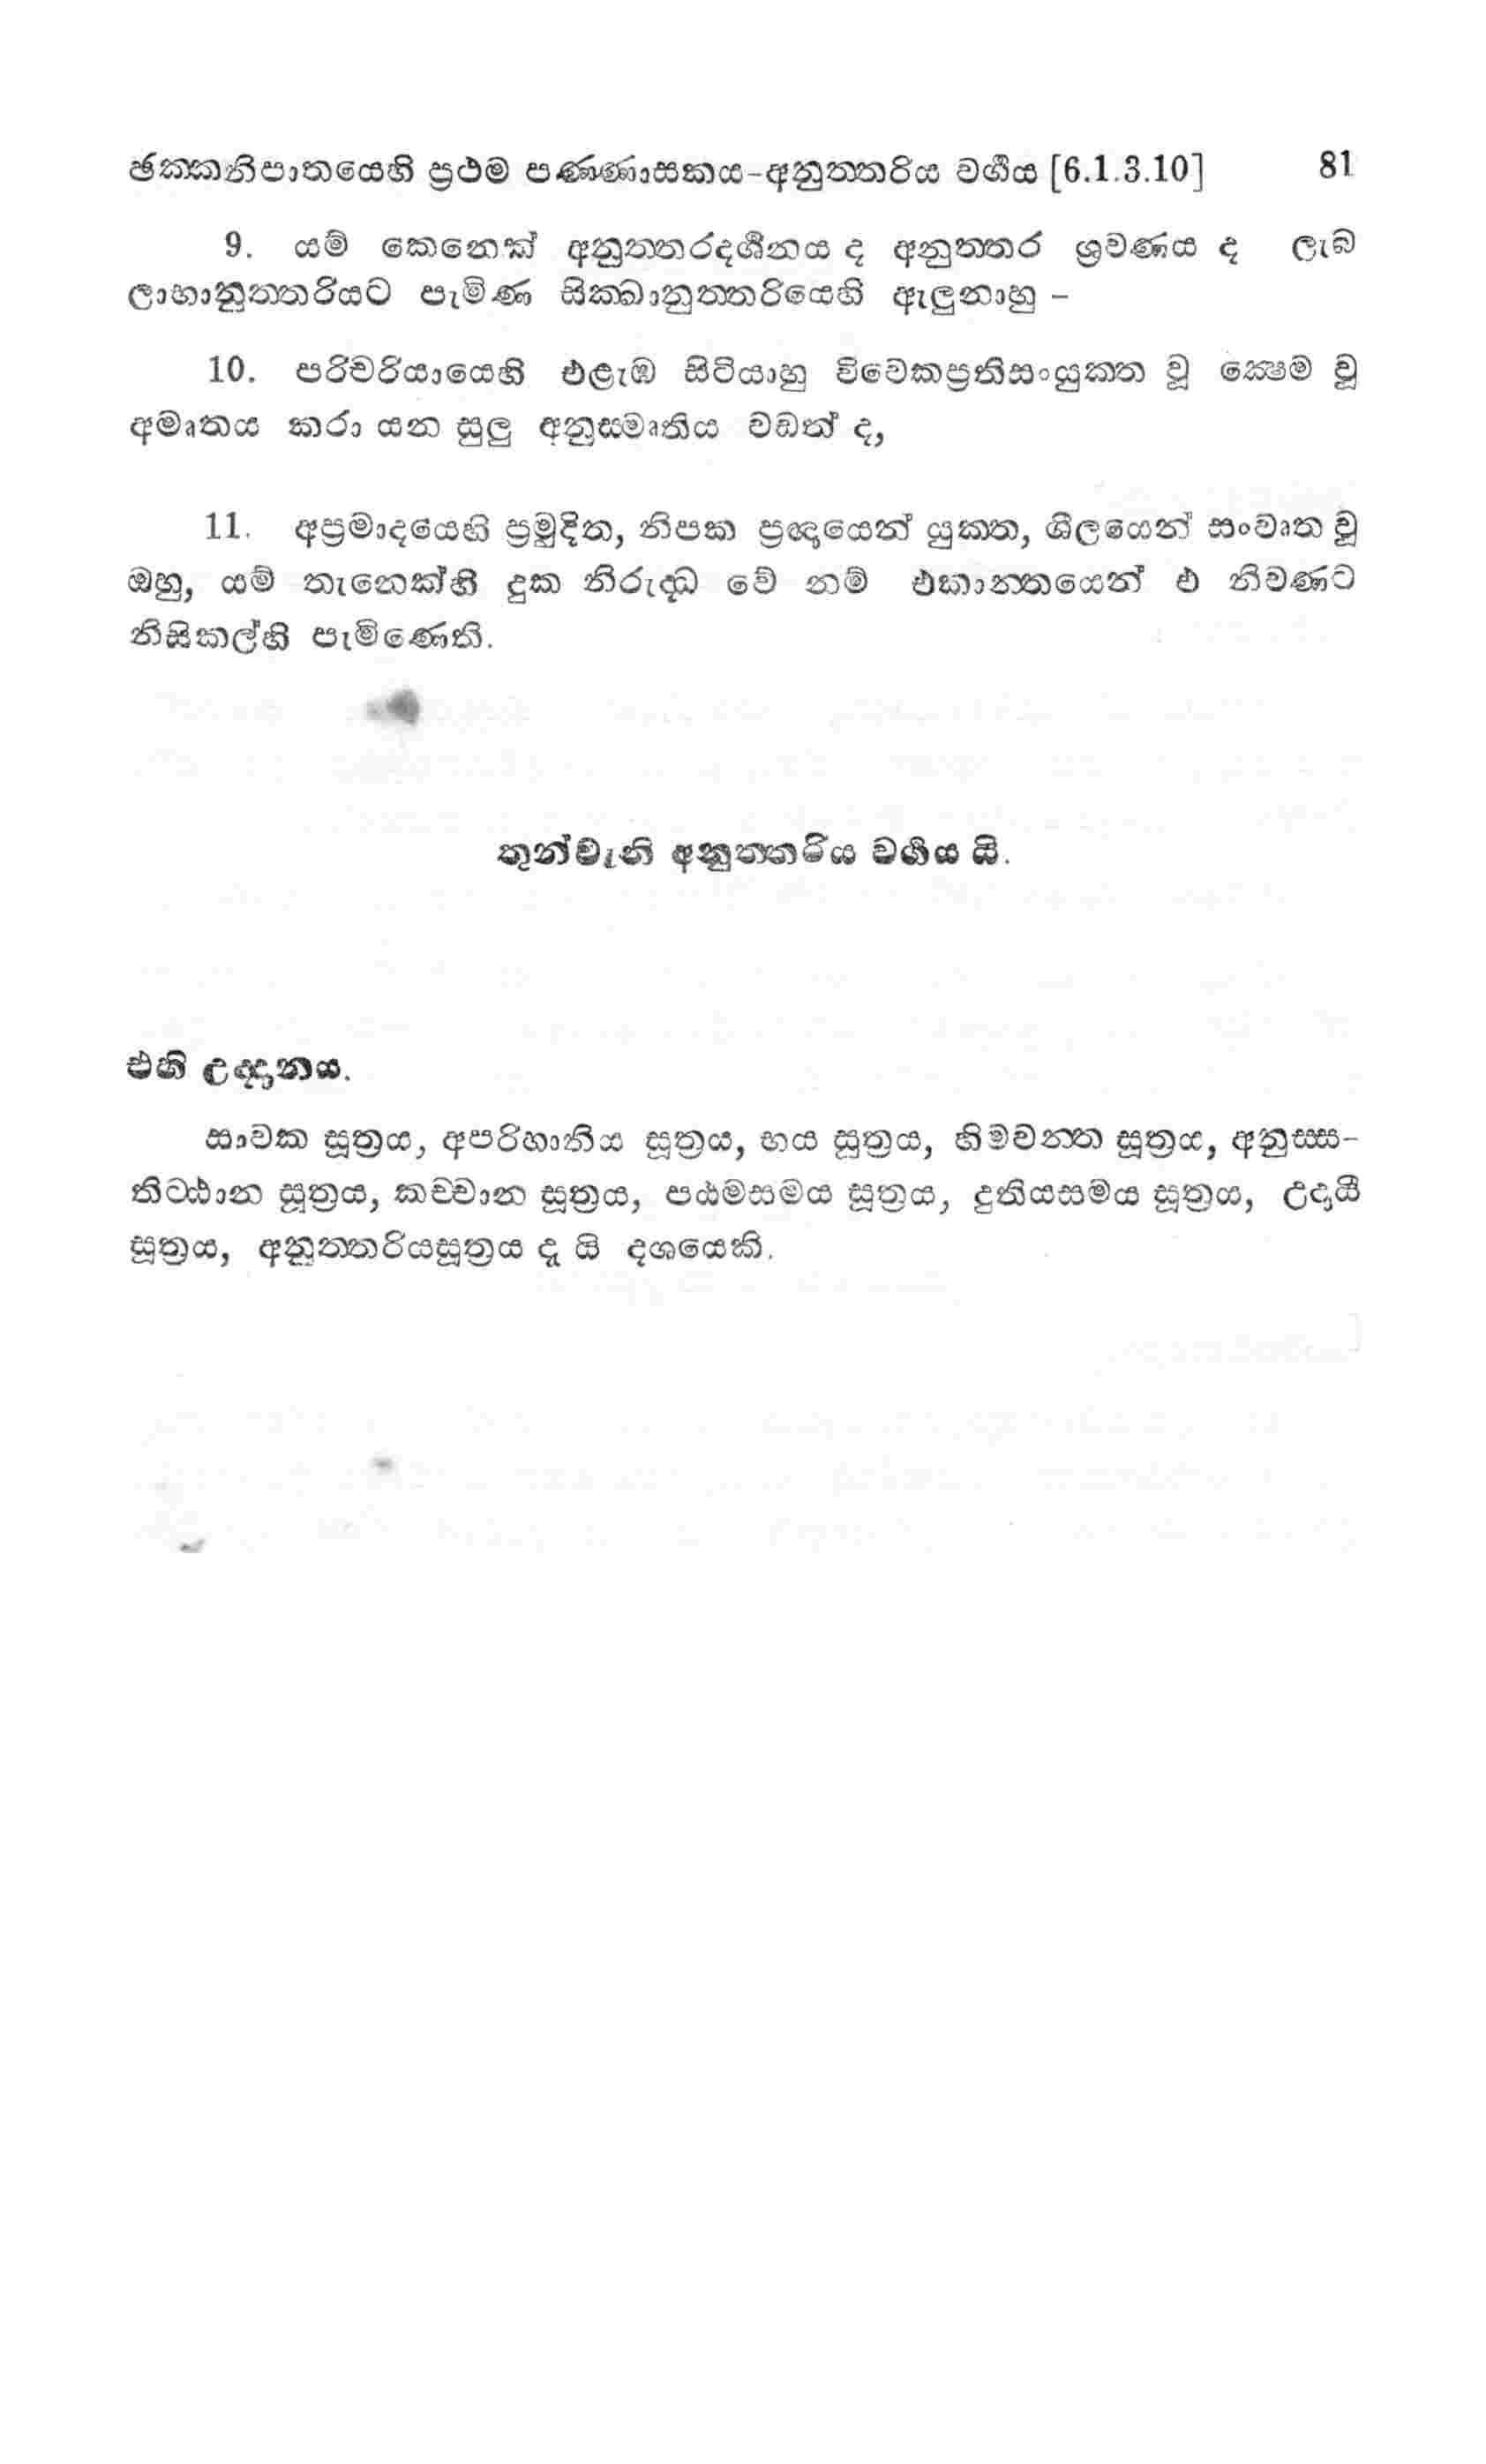 ඡක්කනිපාතයෙහි ප්‍රථම පණ්ණාසකය-අනුත්තරිය වර්ගය [6.1.3.10] 81
9. යම් කෙනෙක් අනුත්තරදර්ශනය ද අනුත්තර ශ්‍රවණය ද ලැබ
ලාභානුත්තරියට පැමිණ සික්ඛානුත්තරියෙහි ඇලුනාහු –
10. පරිචරියායෙහි එළැඹ සිටියාහු විවෙකප්‍රතිසංයුක්ත වූ ක්‍ෂෙම වූ
අමෘතය කරා යන සුලු අනුස්මෘතිය වඩත් ද,
11. අප්‍රමාදයෙහි ප්‍රමුදිත, නිපක ප්‍රඥායෙන් යුක්ත, ශීලයෙන් සංවෘත වූ
ඔහු, යම් තැනෙක්හි දුක නිරුද්ධ වේ නම් එකාන්තයෙන් එ නිවණට
නිසිකල්හි පැමිණෙති.
තුන්වැනි අනුත්තරිය වර්ගය යි.
එහි උද්දානය.
සාවක සූත්‍රය, අපරිහානිය සූත්‍රය, භය සූත්‍රය, හිමවන්ත සූත්‍රය, අනුස්ස-
තිට්ඨාන සූත්‍රය, කච්චාන සූත්‍රය, පඨමසමය සූත්‍රය, දුතියසමය සූත්‍රය, උදායී
සූත්‍රය, අනුත්තරියසූත්‍රය දැ යි දශයෙකි.